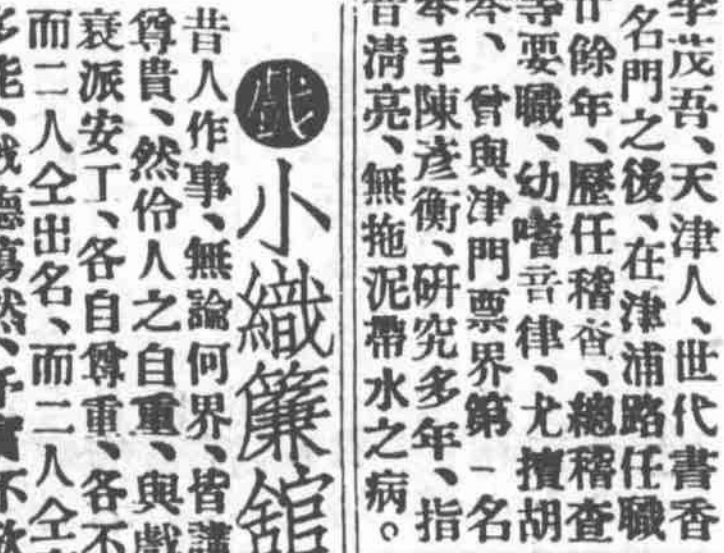 李茂吾、天津人、世代書香
名門之後、在津浦路任職
廿餘年、歷任稽查、總稽查
等要職、幼嗜音律、尤擅胡
琴、曾與津門票界第一名
琴手陳彥衡、研究多年、指
音清亮、無拖泥帶水之病。
戲
小織簾舘
昔人作事、無論何界、皆講
尊貴、然伶人之自重、與戲
衰派安丁、各自尊重、各不
而二人仝出名、而二人仝